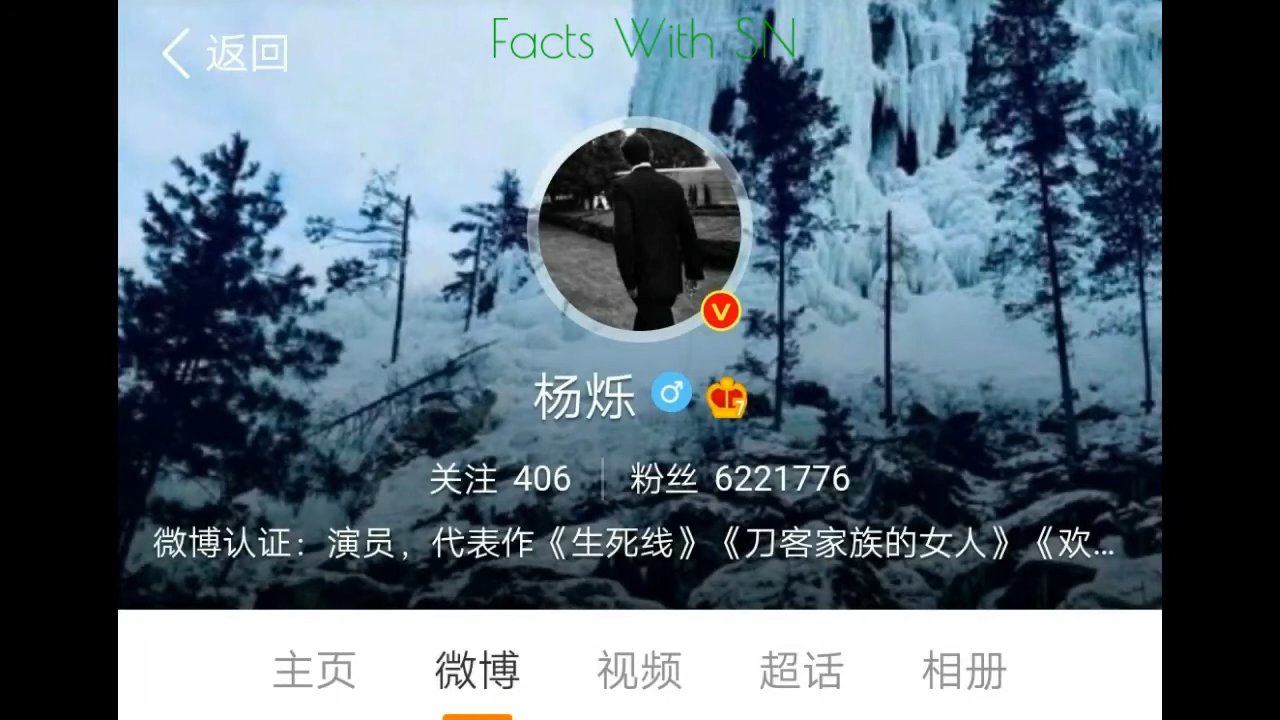 Facts With SN
返回
杨烁
7
关注 406 粉丝 6221776
微博认证：演员，代表作《生死线》《刀客家族的女人》《欢...
主页 微博 视频 超话 相册